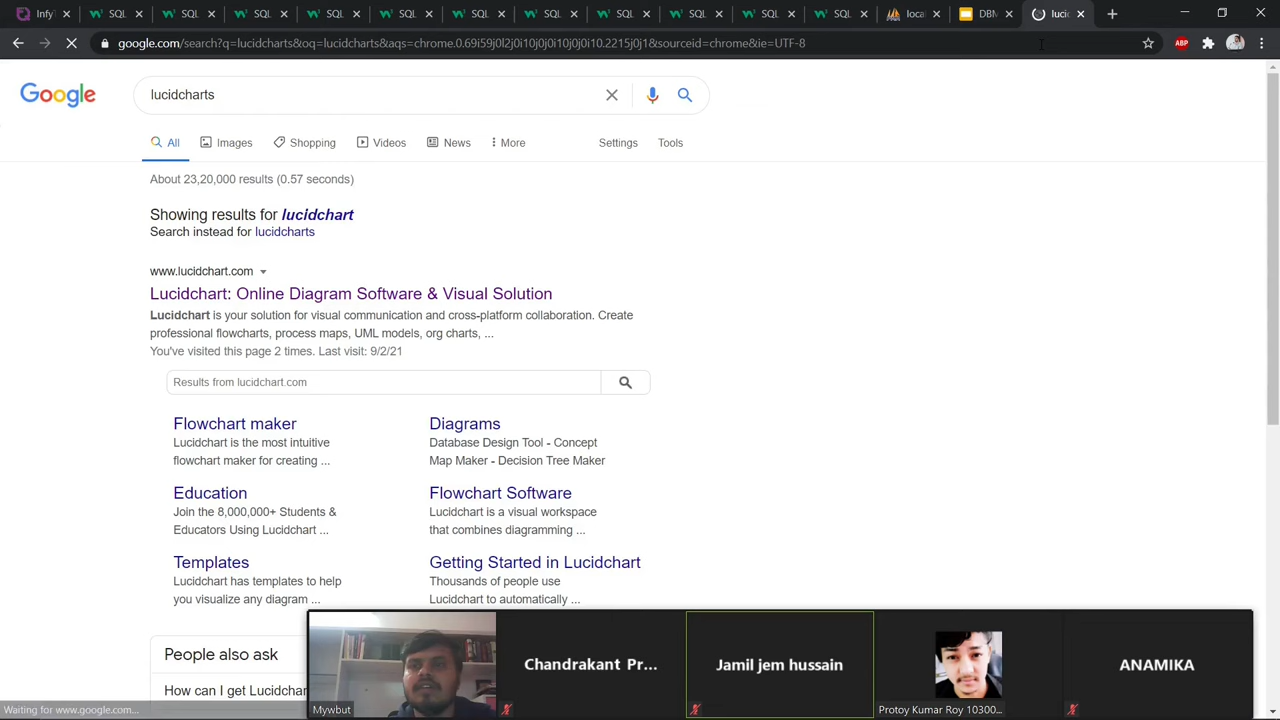 Infy
SQL
SQL
SQL
SQL
SQL
SQL
SQL
SQL
SQL
SQL
SQL
loca
DBM
lucid
google.com/search?q=lucidcharts&oq=lucidcharts&aqs=chrome.0.69i59j0l2j0i10j0j0i10j0j0i10.2215j0j1&sourceid=chrome&ie=UTF-8
ABP
Google
lucidcharts
All
Images
Shopping
Videos
News
More
Settings
Tools
About 23,20,000 results (0.57 seconds)
Showing results for lucidchart
Search instead for lucidcharts
www.lucidchart.com
Lucidchart: Online Diagram Software & Visual Solution
Lucidchart is your solution for visual communication and cross-platform collaboration. Create
professional flowcharts, process maps, UML models, org charts, ...
You've visited this page 2 times. Last visit: 9/2/21
Results from lucidchart.com
Flowchart maker
Lucidchart is the most intuitive
flowchart maker for creating ...
Diagrams
Database Design Tool - Concept
Map Maker - Decision Tree Maker
Education
Join the 8,000,000+ Students &
Educators Using Lucidchart ...
Flowchart Software
Lucidchart is a visual workspace
that combines diagramming ...
Templates
Lucidchart has templates to help
you visualize any diagram ...
Getting Started in Lucidchart
Thousands of people use
Lucidchart to automatically ...
People also ask
How can I get Lucidchar
Waiting for www.google.com...
Mywbut
Chandrakant Pr...
Jamil jem hussain
Protoy Kumar Roy 10300...
ANAMIKA